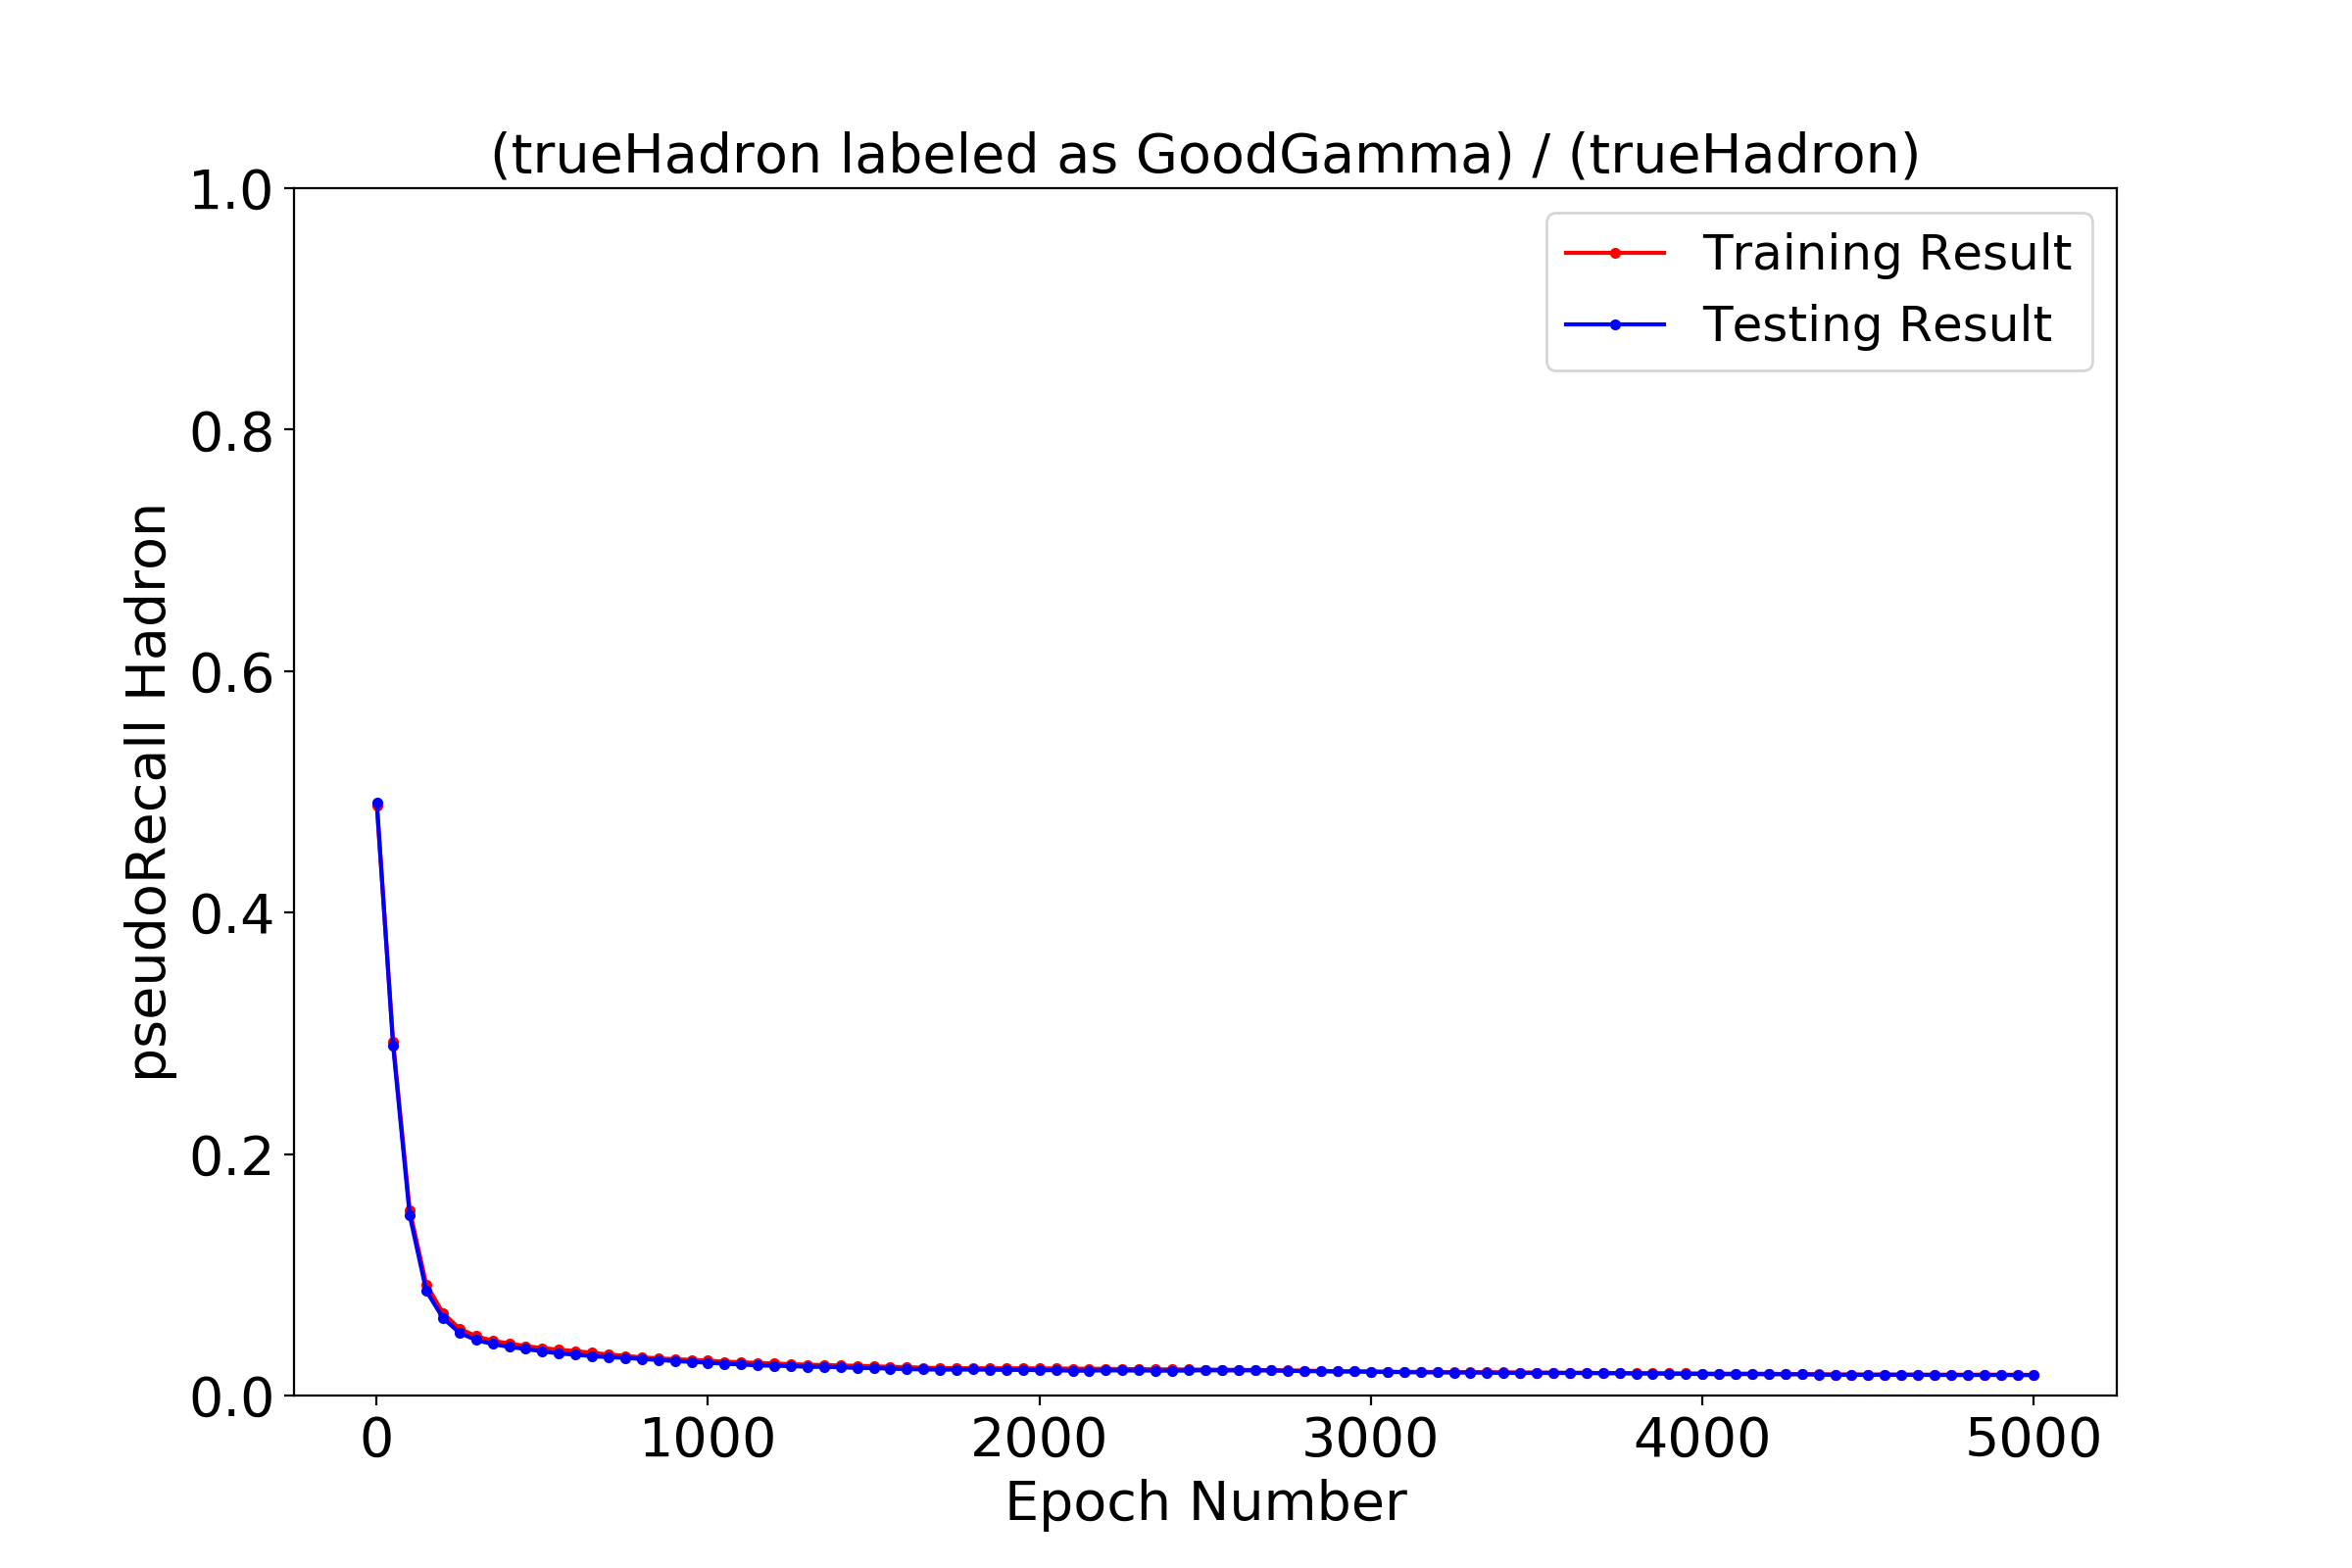 (trueHadron labeled as GoodGamma) / (trueHadron)
1.0
0.8
0.6
0.4
0.2
0.0
pseudoRecall Hadron
Training Result
Testing Result
0 1000 2000 3000 4000 5000
Epoch Number